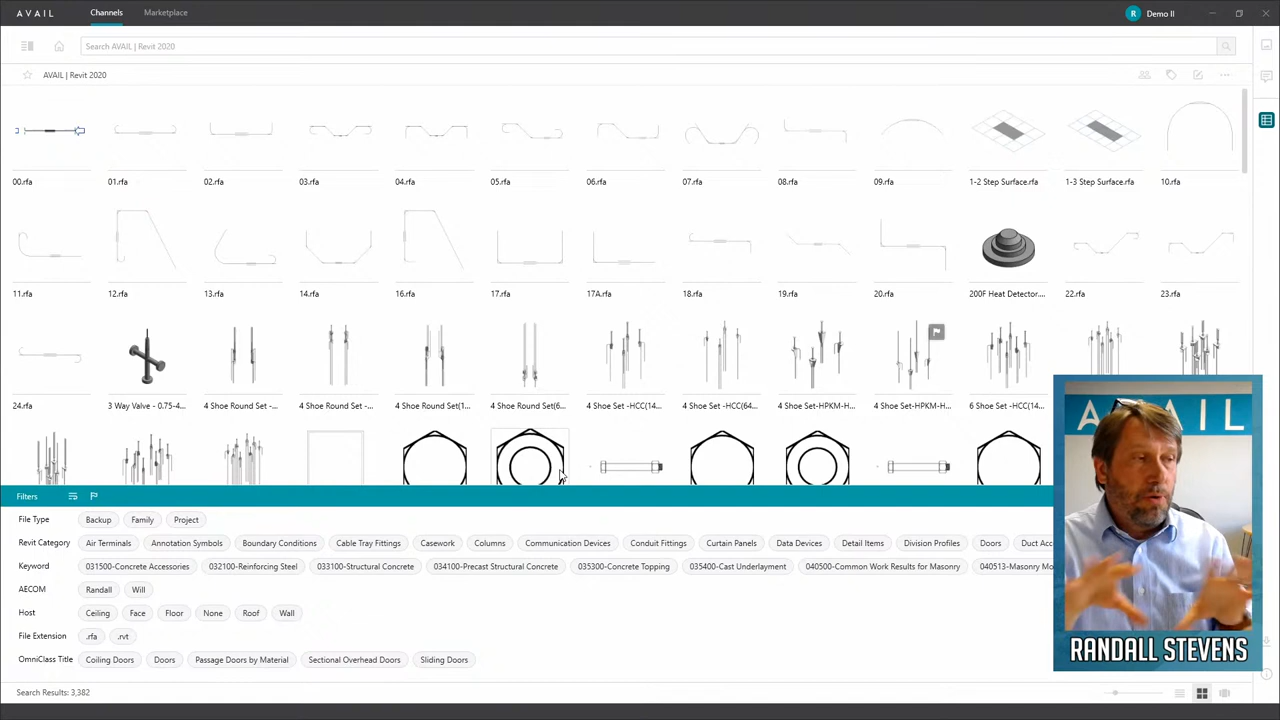 AVAIL Channels Marketplace R Demo II
Search AVAIL | Revit 2020
AVAIL | Revit 2020
00.rfa 01.rfa 02.rfa 03.rfa 04.rfa 05.rfa 06.rfa 07.rfa 08.rfa 09.rfa 1-2 Step Surface.rfa 1-3 Step Surface.rfa 10.rfa
11.rfa 12.rfa 13.rfa 14.rfa 16.rfa 17.rfa 17A.rfa 18.rfa 19.rfa 20.rfa 200F Heat Detector.... 22.rfa 23.rfa
24.rfa 3 Way Valve - 0.75-4... 4 Shoe Round Set -... 4 Shoe Round Set -... 4 Shoe Round Set(1... 4 Shoe Round Set(6... 4 Shoe Set -HCC(14... 4 Shoe Set -HCC(64... 4 Shoe Set-HPKM-H... 4 Shoe Set-HPKM-H... 6 Shoe Set -HCC(14...
AVAIL
Filters
File Type Backup Family Project
Revit Category Air Terminals Annotation Symbols Boundary Conditions Cable Tray Fittings Casework Columns Communication Devices Conduit Fittings Curtain Panels Data Devices Detail Items Division Profiles Doors Duct Acc
Keyword 031500-Concrete Accessories 032100-Reinforcing Steel 033100-Structural Concrete 034100-Precast Structural Concrete 035300-Concrete Topping 035400-Cast Underlayment 040500-Common Work Results for Masonry 040513-Masonry Mo
AECOM Randall Will
Host Ceiling Face Floor None Roof Wall
File Extension .rfa .rvt
OmniClass Title Coiling Doors Doors Passage Doors by Material Sectional Overhead Doors Sliding Doors
RANDALL STEVENS
Search Results: 3,382